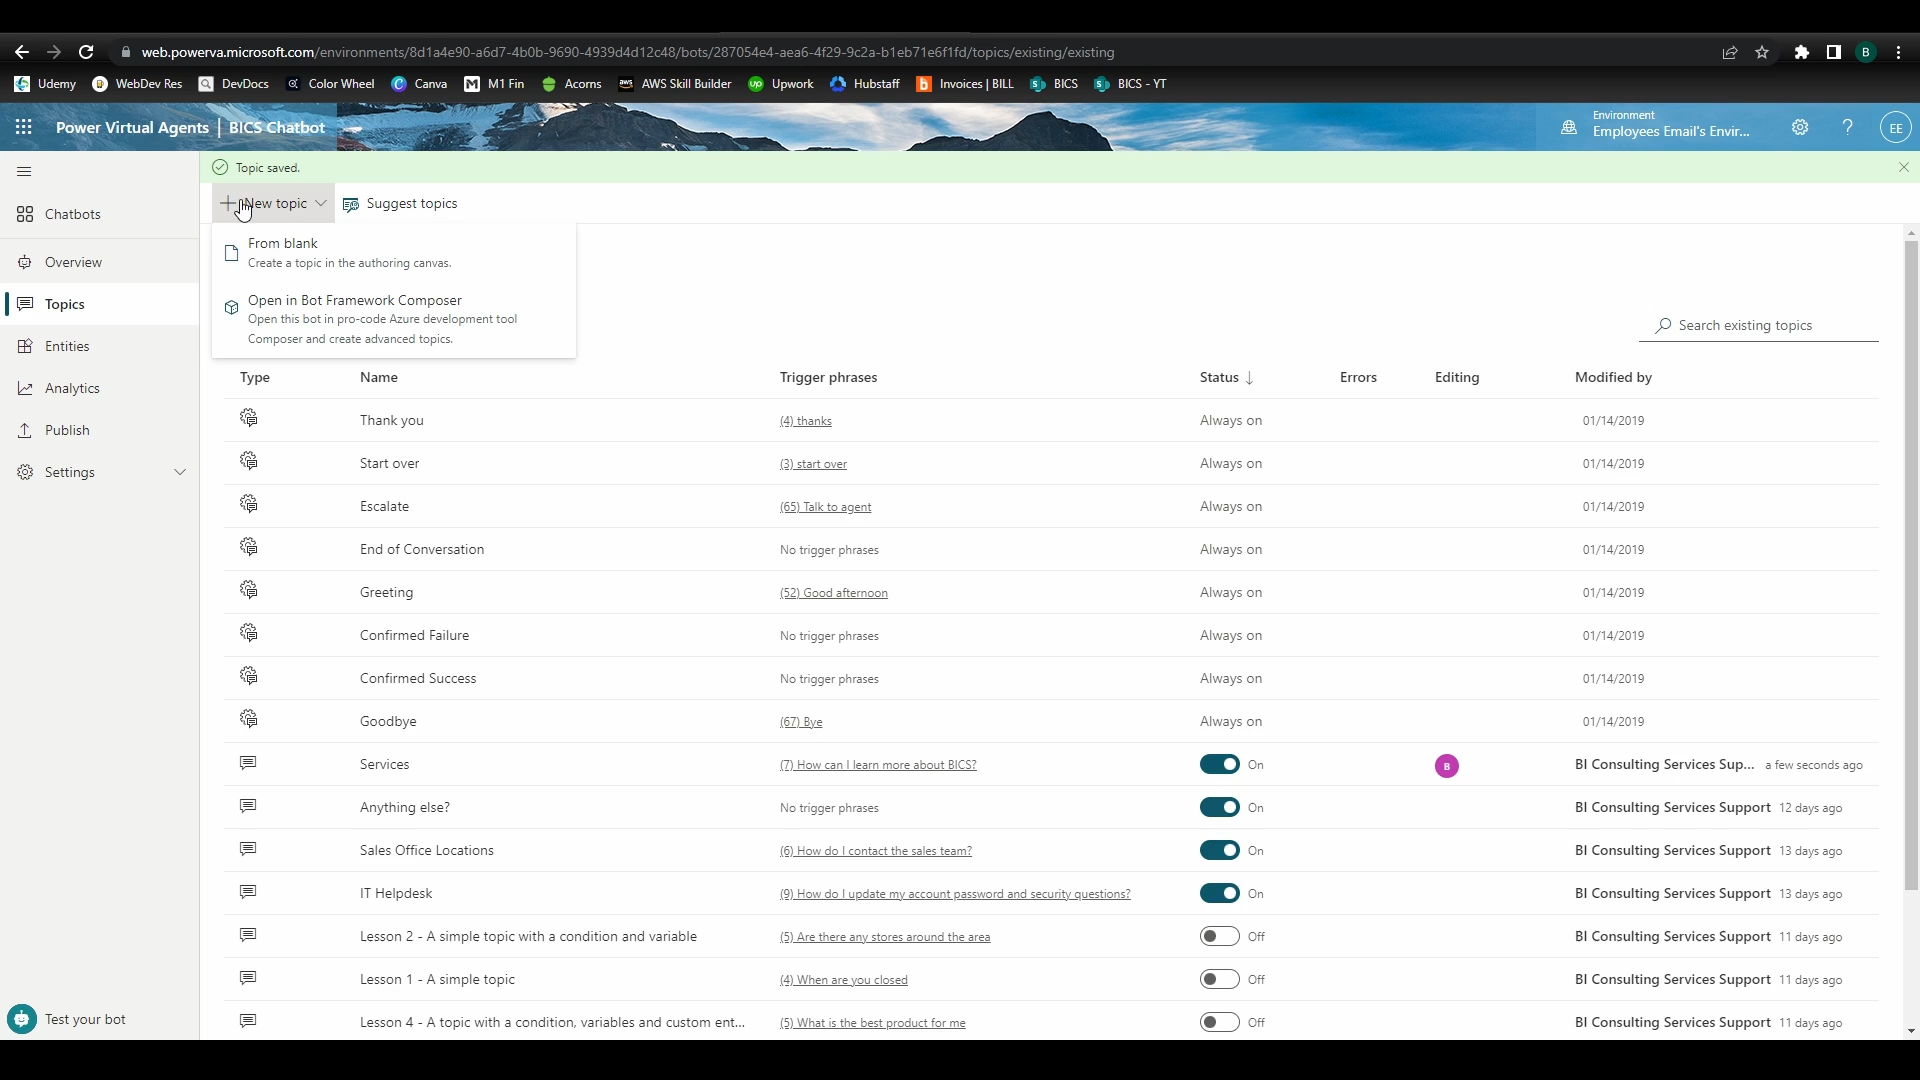 web.powerva.microsoft.com/environments/8d1a4e90-a6d7-4b0b-9690-4939d4d12c48/bots/287054e4-aea6-4f29-9c2a-b1eb71e6f1fd/topics/existing/existing
B
Udemy WebDev Res DevDocs Color Wheel Canva M1 Fin Acorns AWS Skill Builder Upwork Hubstaff Invoices | BILL BICS BICS - YT
Power Virtual Agents | BICS Chatbot
Environment
Employees Email's Envir...
EE
Topic saved.
New topic
Suggest topics
From blank
Create a topic in the authoring canvas.
Open in Bot Framework Composer
Open this bot in pro-code Azure development tool
Composer and create advanced topics.
Chatbots
Overview
Topics
Entities
Analytics
Publish
Settings
Test your bot
Search existing topics
Type Name Trigger phrases Status ↓ Errors Editing Modified by
Thank you (4) thanks Always on 01/14/2019
Start over (3) start over Always on 01/14/2019
Escalate (65) Talk to agent Always on 01/14/2019
End of Conversation No trigger phrases Always on 01/14/2019
Greeting (52) Good afternoon Always on 01/14/2019
Confirmed Failure No trigger phrases Always on 01/14/2019
Confirmed Success No trigger phrases Always on 01/14/2019
Goodbye (67) Bye Always on 01/14/2019
Services (7) How can I learn more about BICS? On B BI Consulting Services Sup... a few seconds ago
Anything else? No trigger phrases On BI Consulting Services Support 12 days ago
Sales Office Locations (6) How do I contact the sales team? On BI Consulting Services Support 13 days ago
IT Helpdesk (9) How do I update my account password and security questions? On BI Consulting Services Support 13 days ago
Lesson 2 - A simple topic with a condition and variable (5) Are there any stores around the area Off BI Consulting Services Support 11 days ago
Lesson 1 - A simple topic (4) When are you closed Off BI Consulting Services Support 11 days ago
Lesson 4 - A topic with a condition, variables and custom ent... (5) What is the best product for me Off BI Consulting Services Support 11 days ago